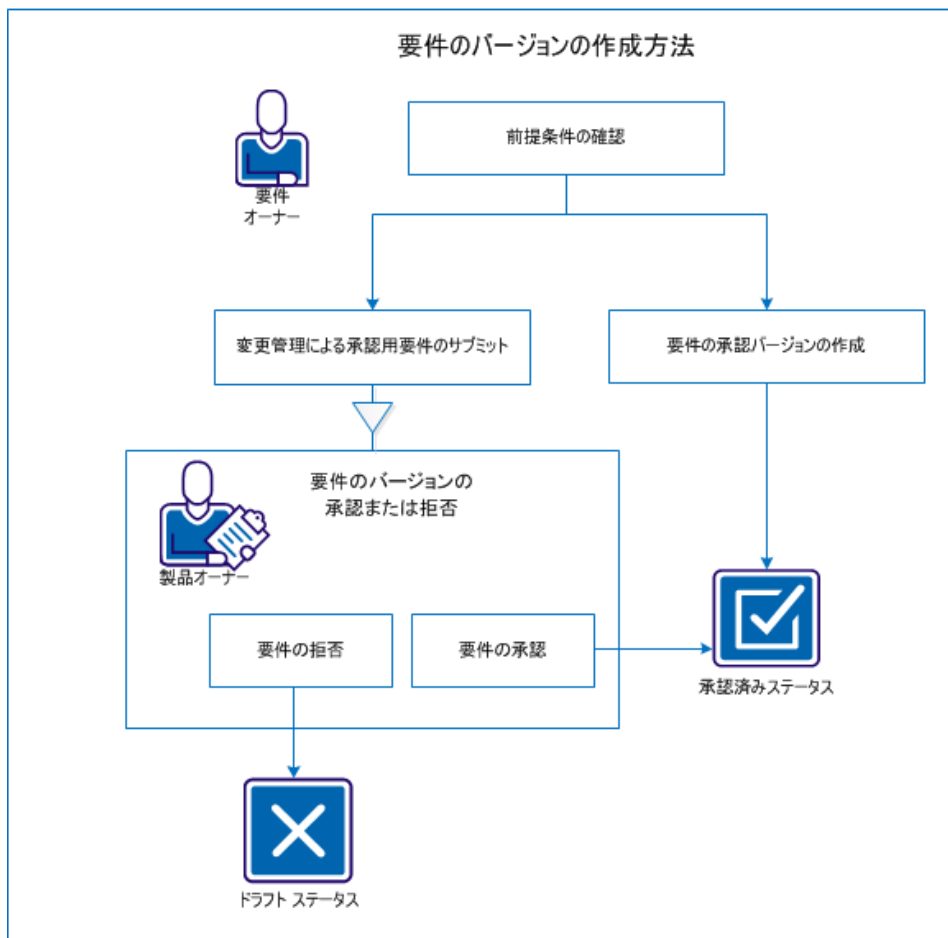 要件のバージョンの作成方法
前提条件の確認
要件
オーナー
変更管理による承認用要件のサブミット
要件の承認バージョンの作成
要件のバージョンの
承認または拒否
製品オーナー
要件の拒否
要件の承認
承認済みステータス
ドラフト ステータス